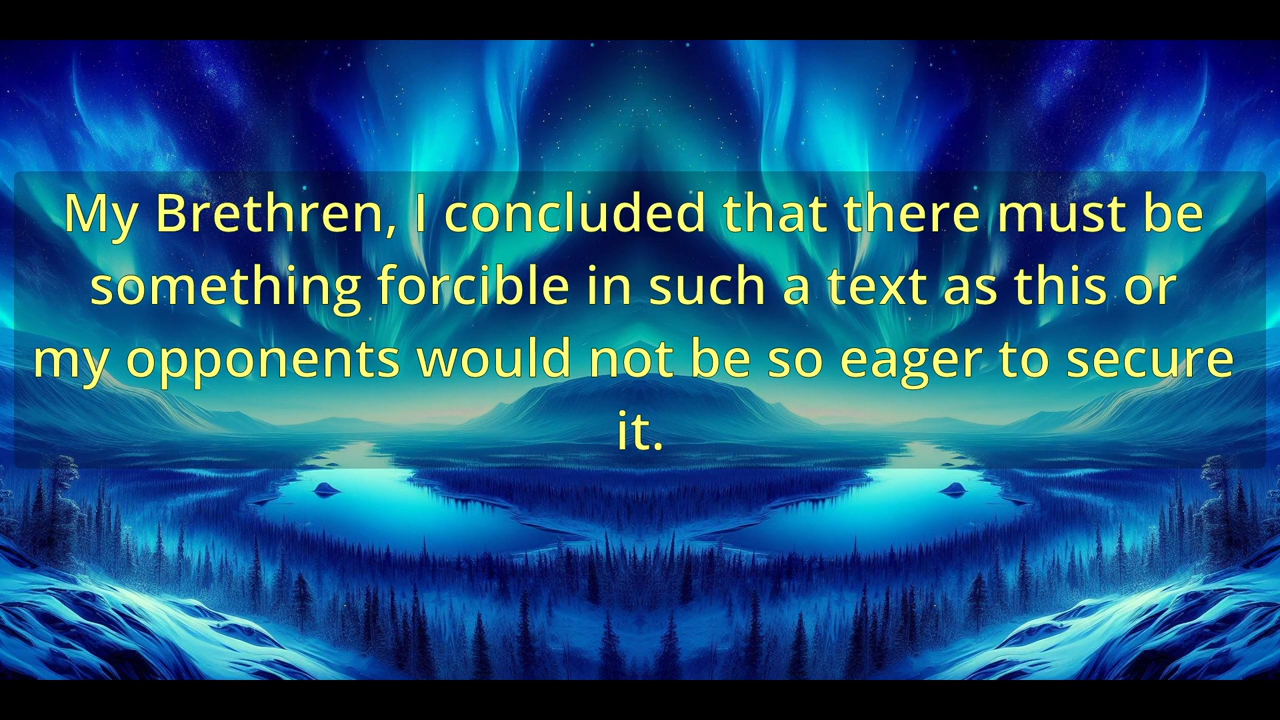 My Brethren, I concluded that there must be
something forcible in such a text as this or
my opponents would not be so eager to secure
it.